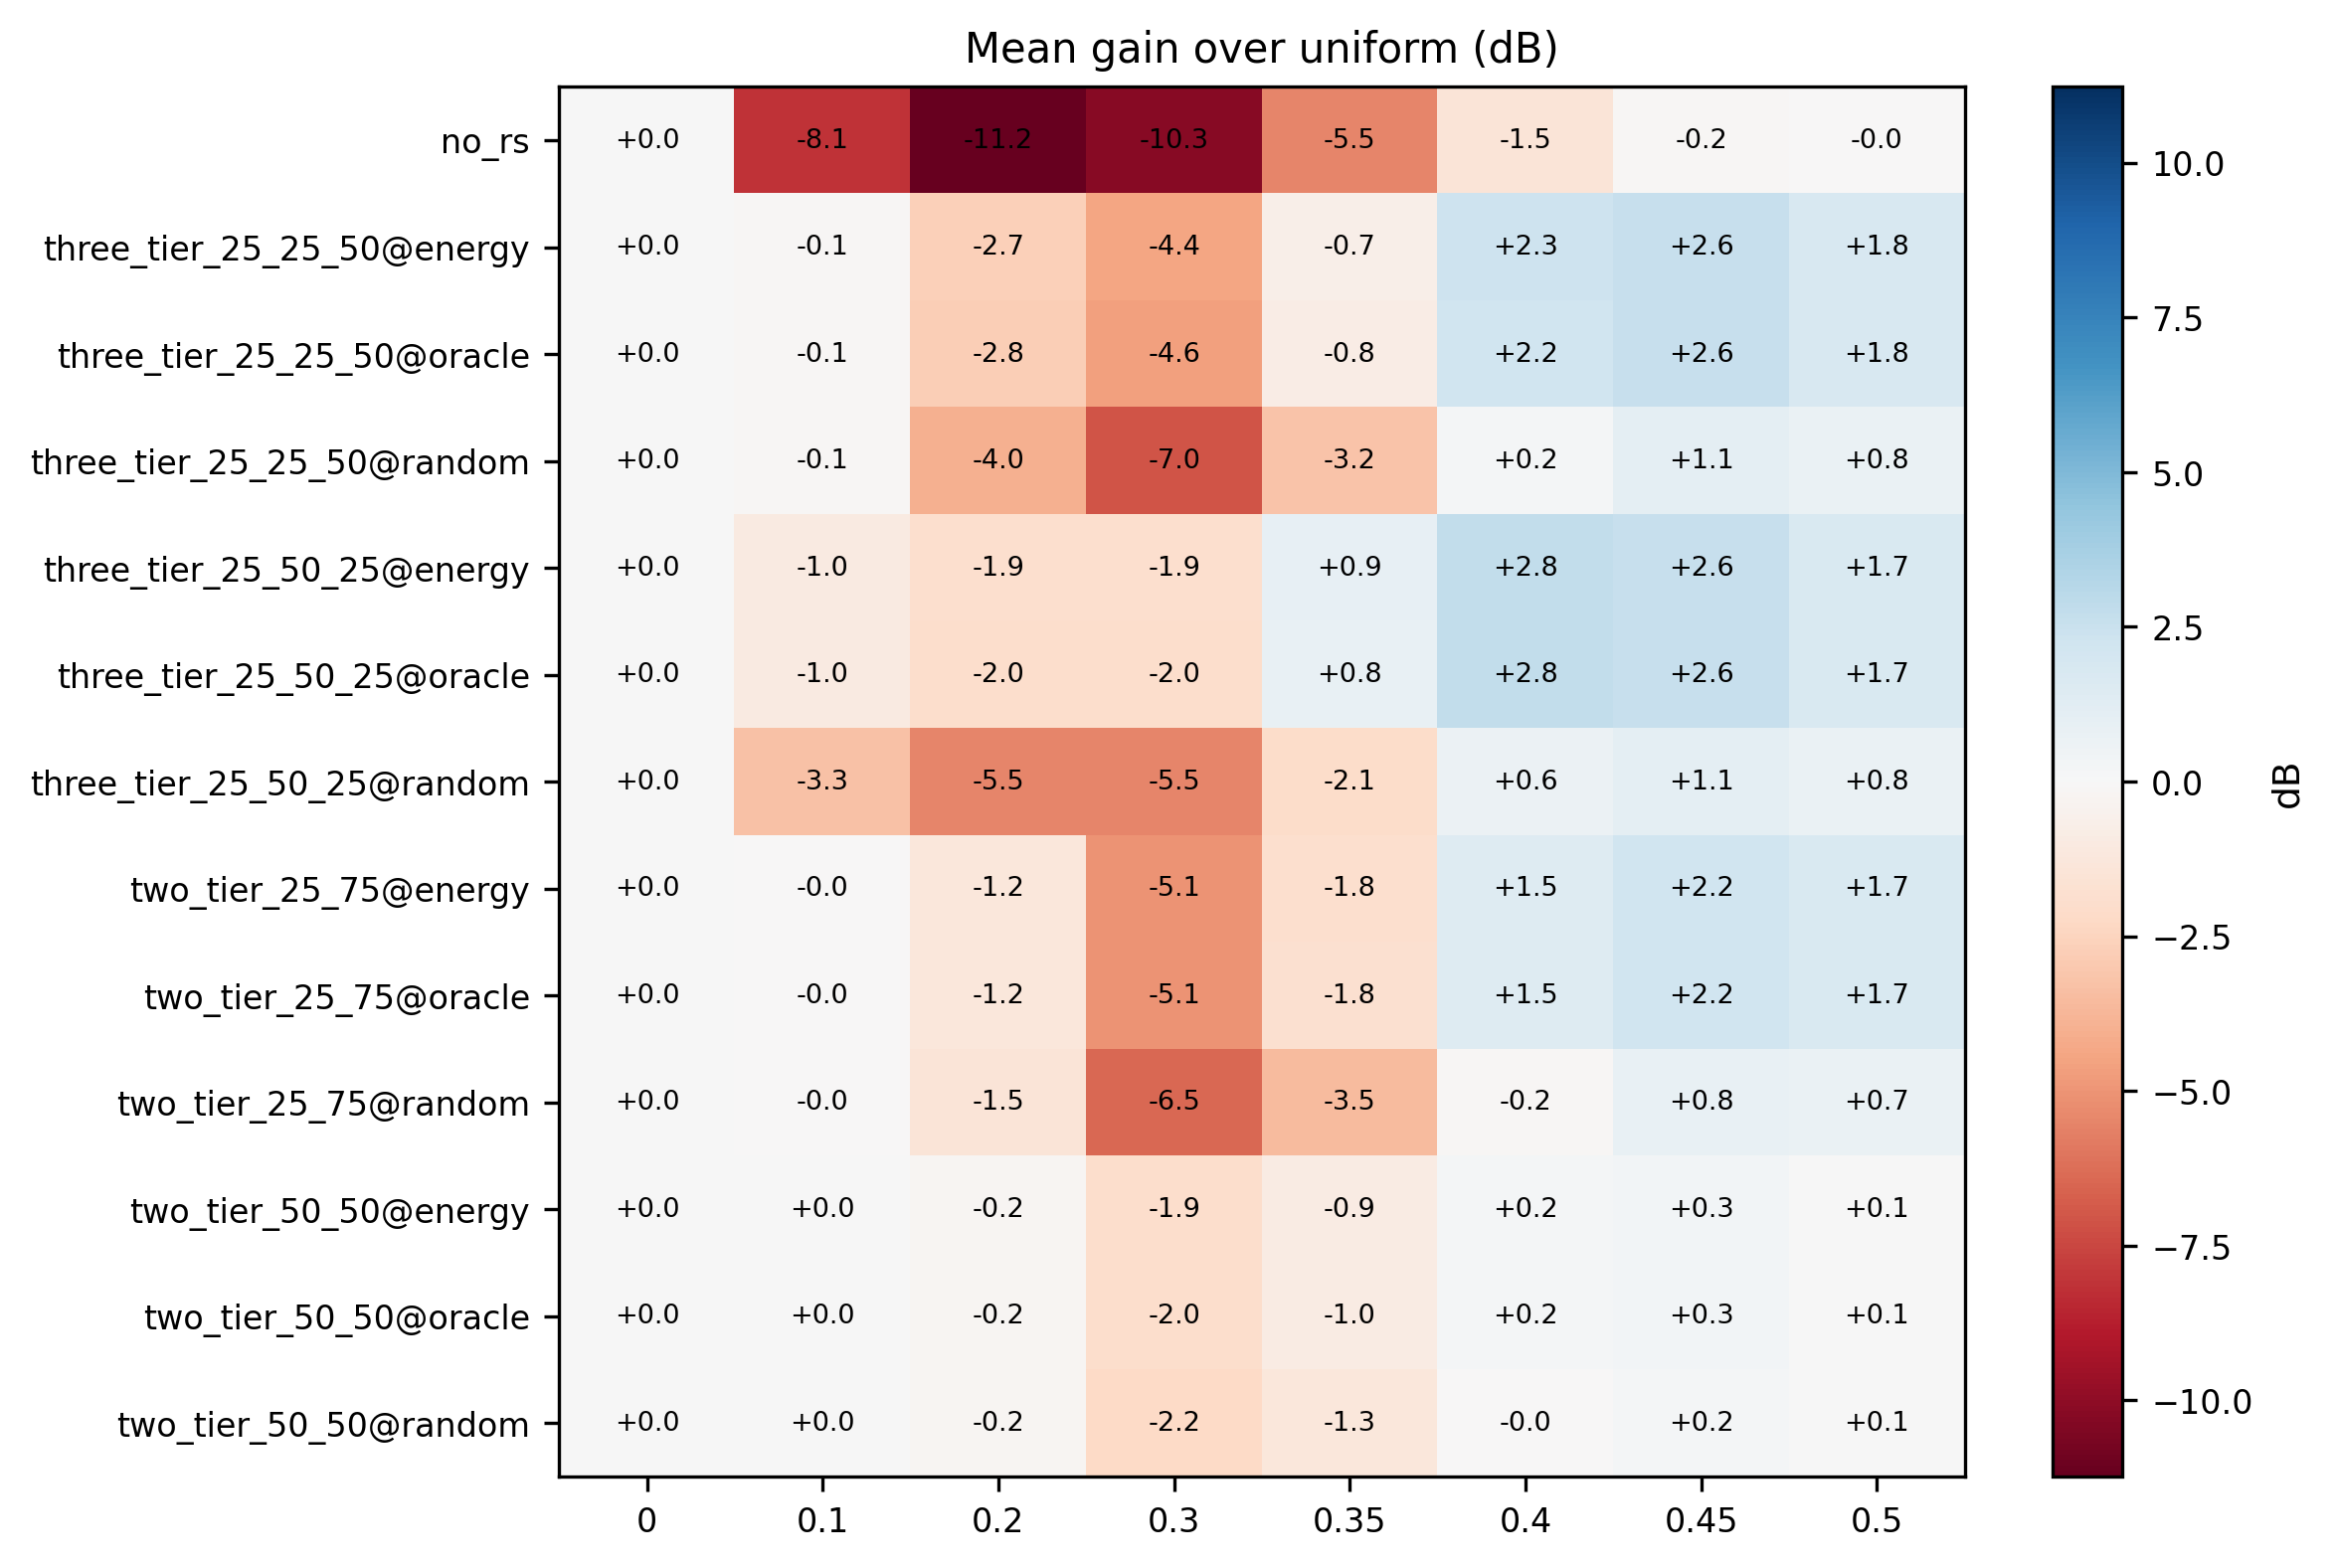 Mean gain over uniform (dB)
no_rs +0.0 -8.1 -11.2 -10.3 -5.5 -1.5 -0.2 -0.0
three_tier_25_25_50@energy +0.0 -0.1 -2.7 -4.4 -0.7 +2.3 +2.6 +1.8
three_tier_25_25_50@oracle +0.0 -0.1 -2.8 -4.6 -0.8 +2.2 +2.6 +1.8
three_tier_25_25_50@random +0.0 -0.1 -4.0 -7.0 -3.2 +0.2 +1.1 +0.8
three_tier_25_50_25@energy +0.0 -1.0 -1.9 -1.9 +0.9 +2.8 +2.6 +1.7
three_tier_25_50_25@oracle +0.0 -1.0 -2.0 -2.0 +0.8 +2.8 +2.6 +1.7
three_tier_25_50_25@random +0.0 -3.3 -5.5 -5.5 -2.1 +0.6 +1.1 +0.8
two_tier_25_75@energy +0.0 -0.0 -1.2 -5.1 -1.8 +1.5 +2.2 +1.7
two_tier_25_75@oracle +0.0 -0.0 -1.2 -5.1 -1.8 +1.5 +2.2 +1.7
two_tier_25_75@random +0.0 -0.0 -1.5 -6.5 -3.5 -0.2 +0.8 +0.7
two_tier_50_50@energy +0.0 +0.0 -0.2 -1.9 -0.9 +0.2 +0.3 +0.1
two_tier_50_50@oracle +0.0 +0.0 -0.2 -2.0 -1.0 +0.2 +0.3 +0.1
two_tier_50_50@random +0.0 +0.0 -0.2 -2.2 -1.3 -0.0 +0.2 +0.1
0 0.1 0.2 0.3 0.35 0.4 0.45 0.5
10.0
7.5
5.0
2.5
0.0
−2.5
−5.0
−7.5
−10.0
dB